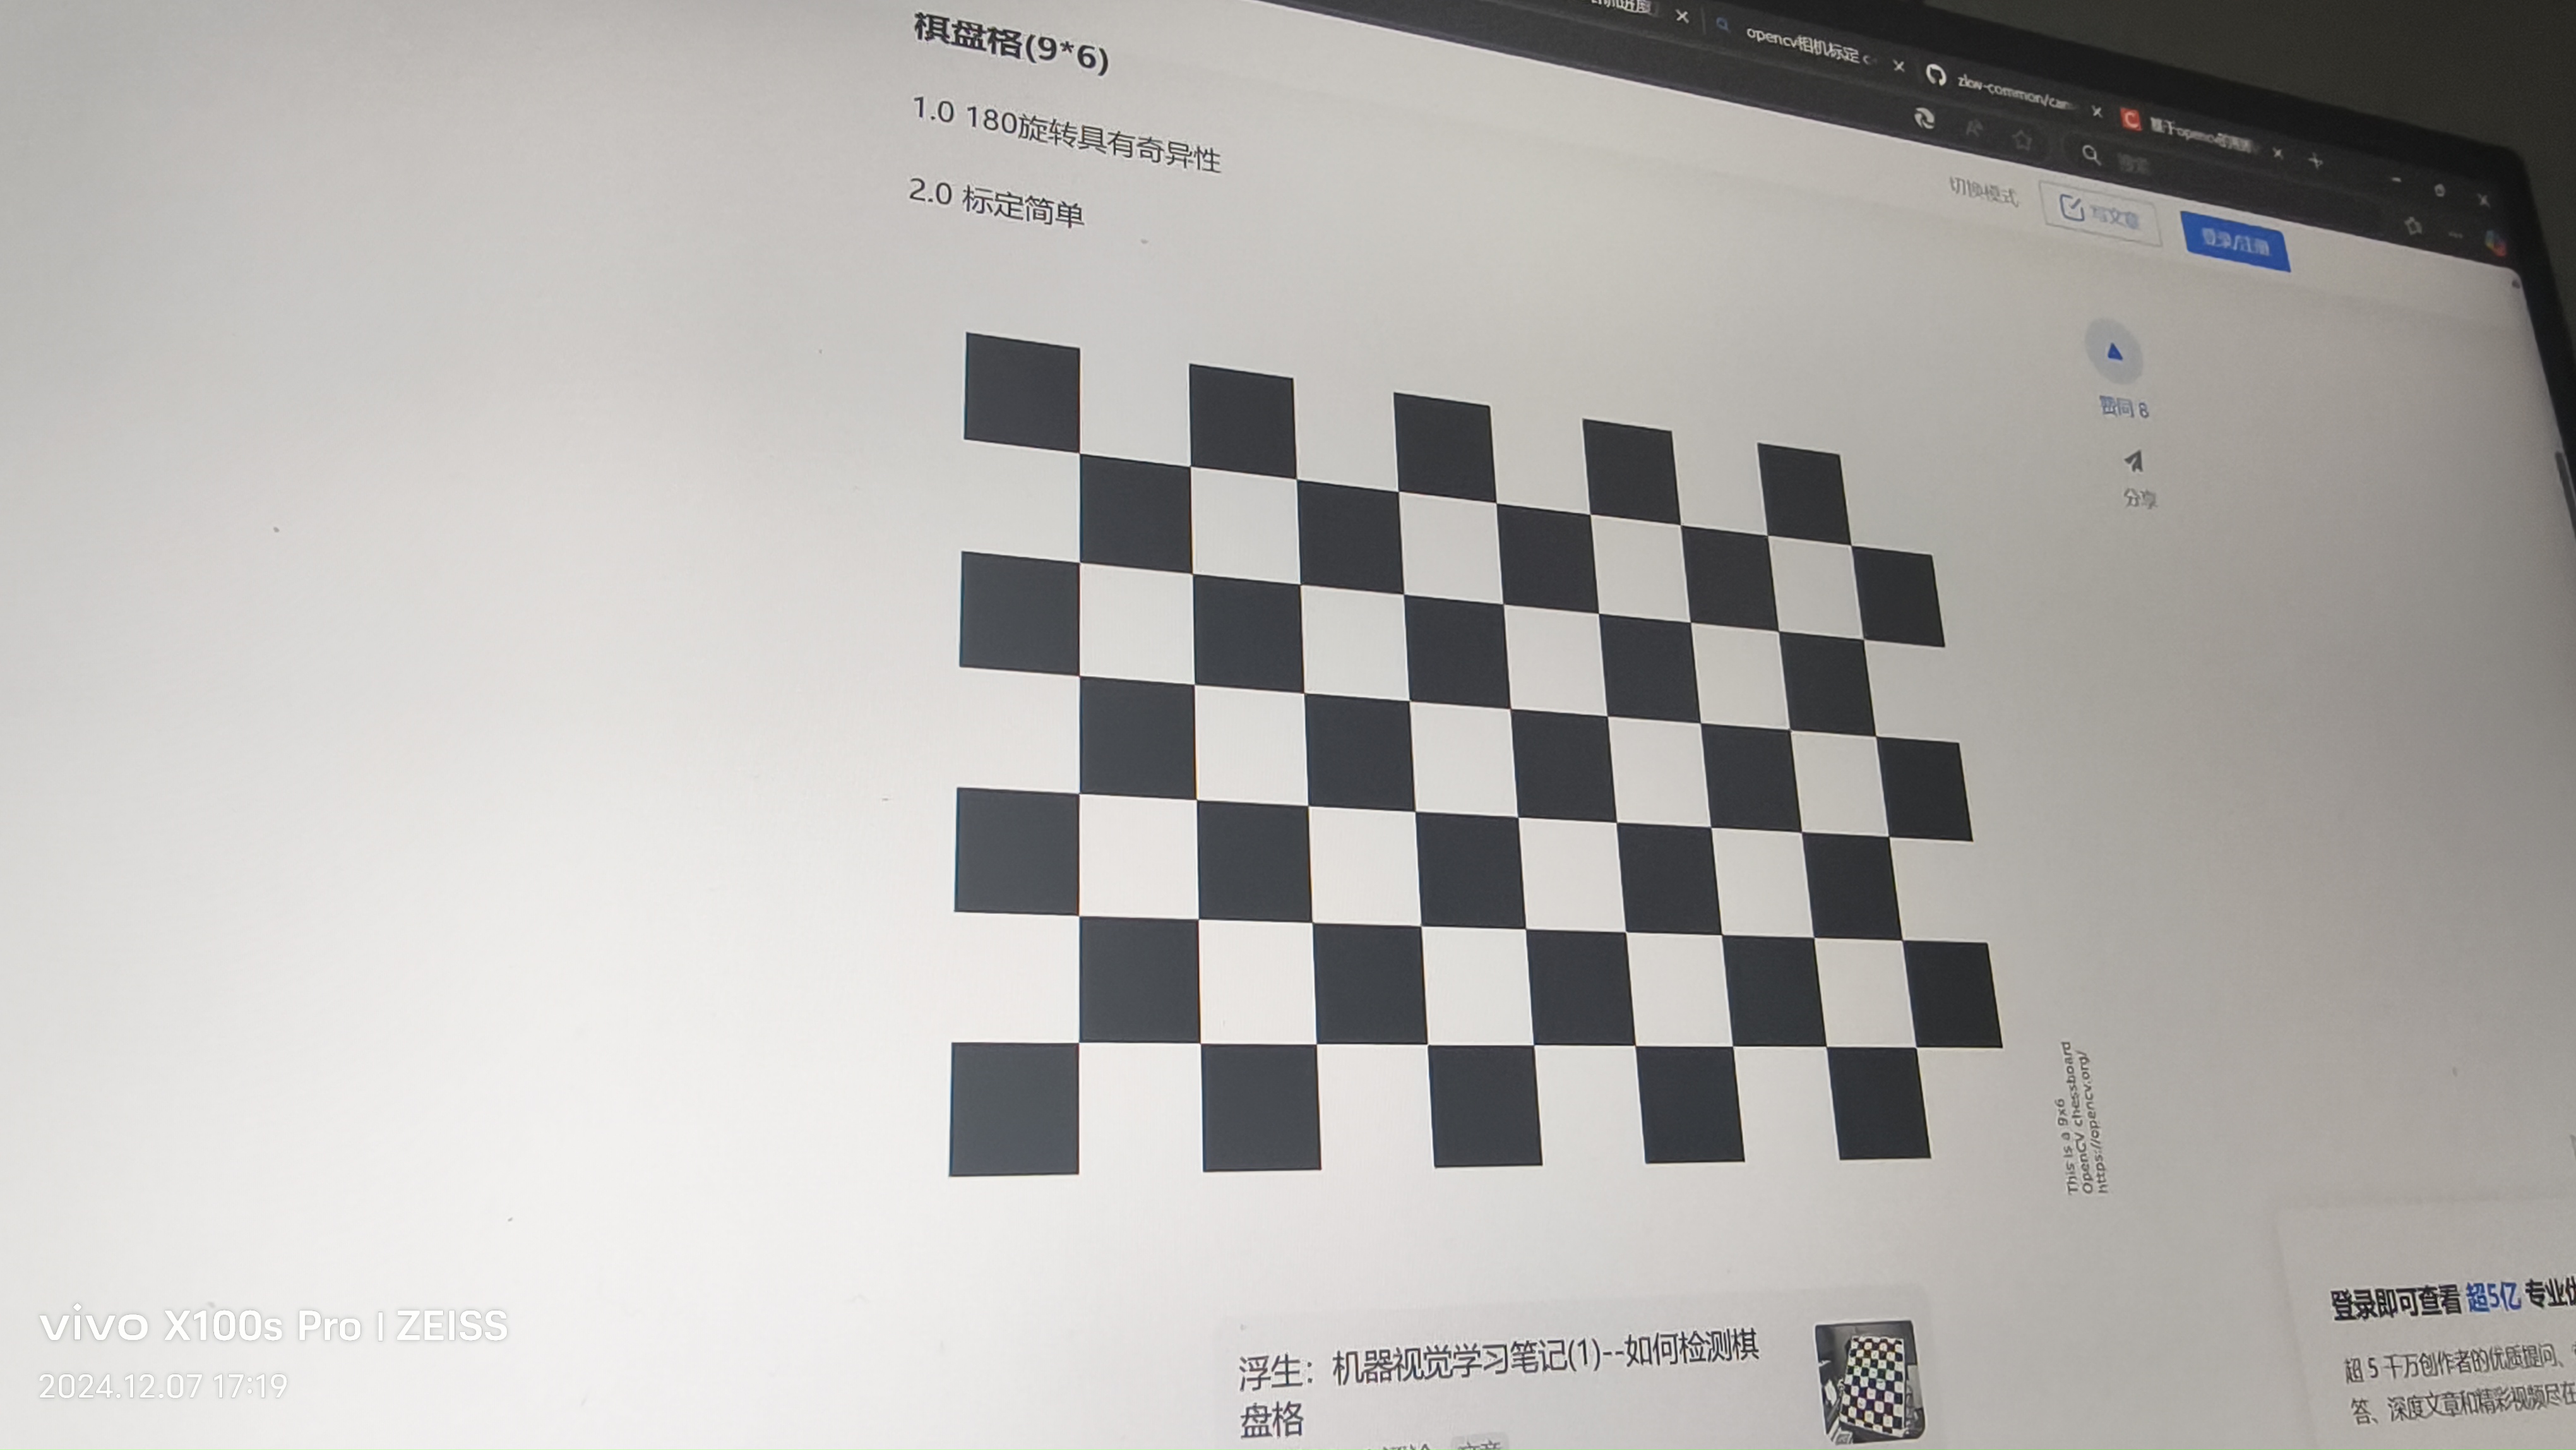 棋盘格(9*6)
1.0 180旋转具有奇异性
2.0 标定简单
opencv相机标定 c
zkw-common/cam
基于opencv的
搜索
切换模式
写文章
登录/注册
赞同 8
分享
This is a 9x6
OpenCV chessboard
https://opencv.org/
浮生：机器视觉学习笔记(1)--如何检测棋
盘格
文章
登录即可查看 超5亿 专业
超 5 千万创作者的优质提问、
答、深度文章和精彩视频尽在
vivo X100s Pro | ZEISS
2024.12.07 17:19